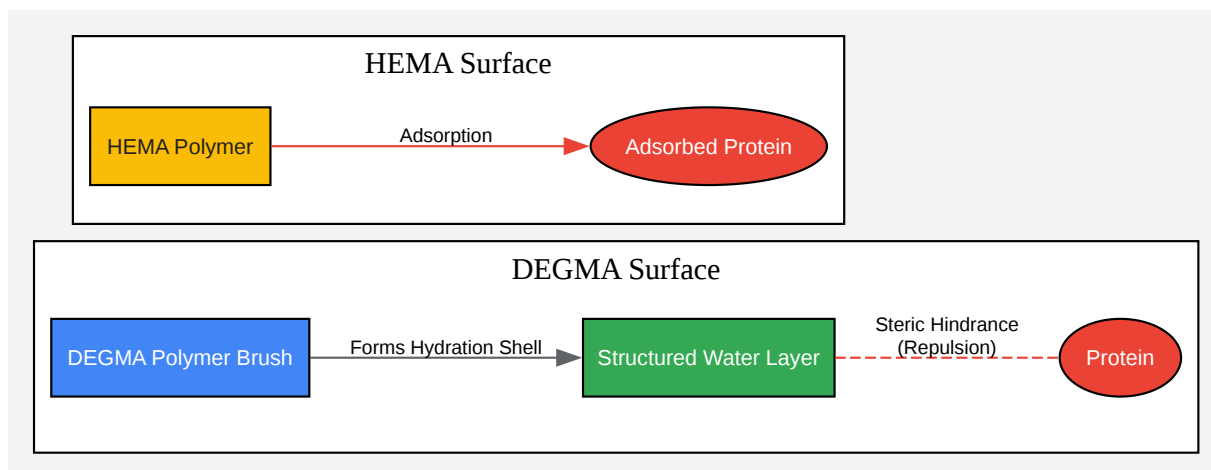 HEMA Surface
HEMA Polymer
Adsorption
Adsorbed Protein
DEGMA Surface
DEGMA Polymer Brush
Forms Hydration Shell
Structured Water Layer
Steric Hindrance
(Repulsion)
Protein